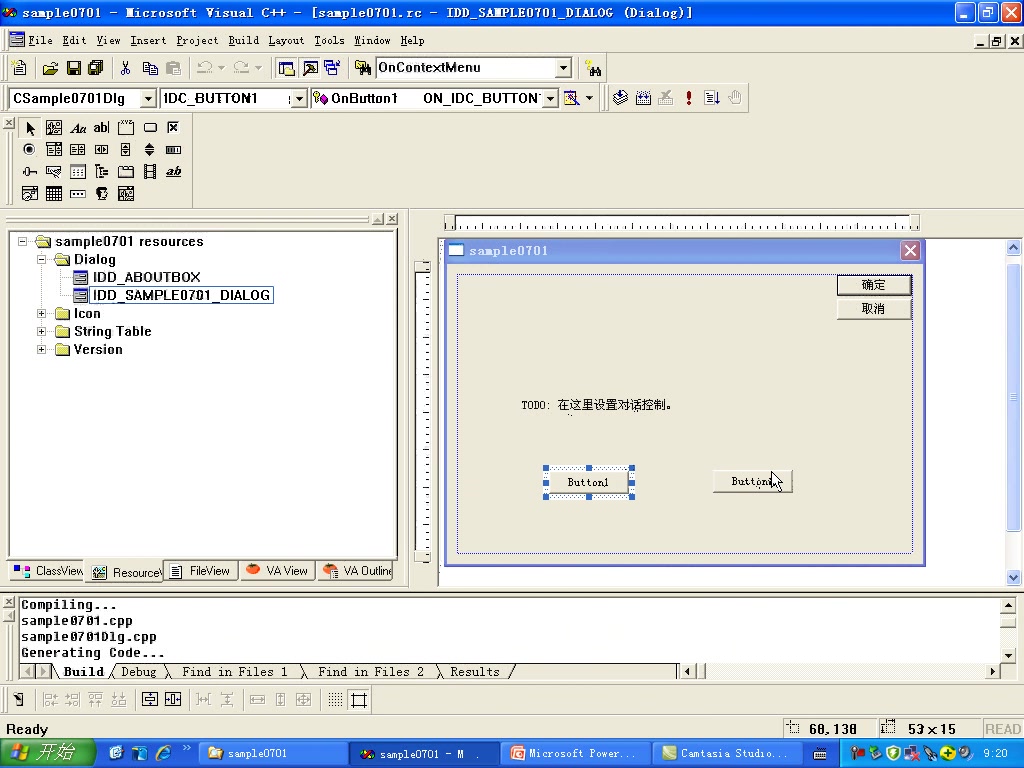 sample0701 - Microsoft Visual C++ - [sample0701.rc - IDD_SAMPLE0701_DIALOG (Dialog)]
File Edit View Insert Project Build Layout Tools Window Help
OnContextMenu
CSample0701Dlg IDC_BUTTON1 OnButton1 ON_IDC_BUTTON
Aa ab|
ab
sample0701 resources
Dialog
IDD_ABOUTBOX
IDD_SAMPLE0701_DIALOG
Icon
String Table
Version
sample0701
确定
取消
TODO: 在这里设置对话控制。
Button1
ClassView Resource FileView VA View VA Outline
Compiling...
sample0701.cpp
sample0701Dlg.cpp
Generating Code...
Build Debug Find in Files 1 Find in Files 2 Results
Ready 60,130 53×15 READ
开始 sample0701 sample0701 - M . Microsoft Power... Camtasia Studio... 9:20